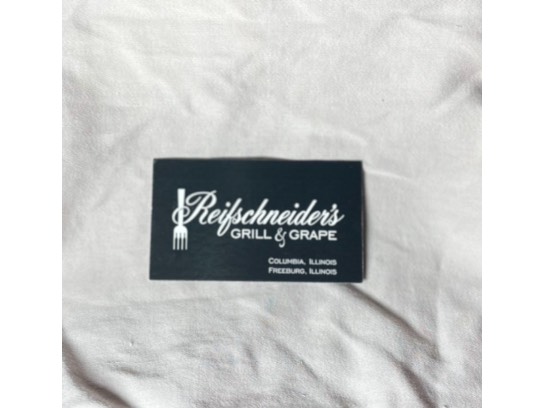 Reifschneider's
GRILL & GRAPE
COLUMBIA, ILLINOIS
FREEBURG, ILLINOIS